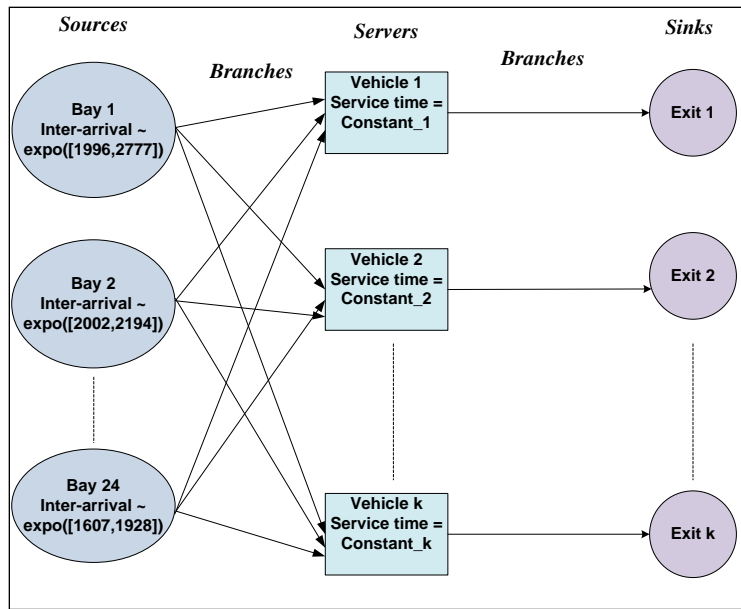 Sources
Branches
Servers
Branches
Sinks
Bay 1
Inter-arrival ~
expo([1996,2777])
Vehicle 1
Service time =
Constant_1
Exit 1
Bay 2
Inter-arrival ~
expo([2002,2194])
Vehicle 2
Service time =
Constant_2
Exit 2
Bay 24
Inter-arrival ~
expo([1607,1928])
Vehicle k
Service time =
Constant_k
Exit k